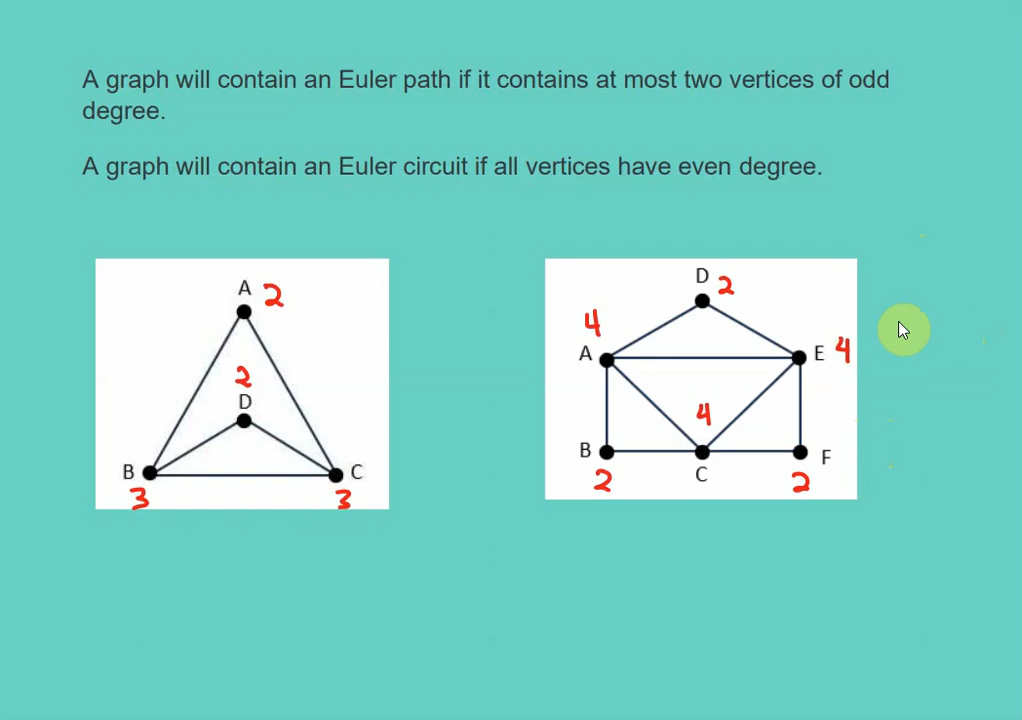 A graph will contain an Euler path if it contains at most two vertices of odd
degree.
A graph will contain an Euler circuit if all vertices have even degree.
A 2
2
D
B
C
3
3
D 2
4
A
E 4
4
B
C
F
2
2